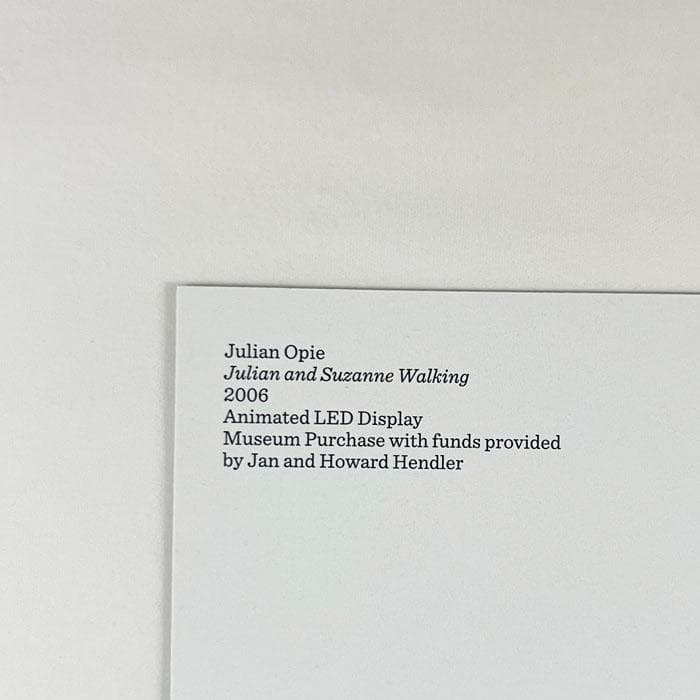 Julian Opie
Julian and Suzanne Walking
2006
Animated LED Display
Museum Purchase with funds provided
by Jan and Howard Hendler